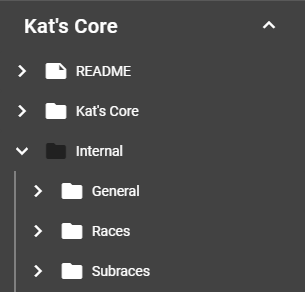 Kat's Core
README
Kat's Core
Internal
General
Races
Subraces